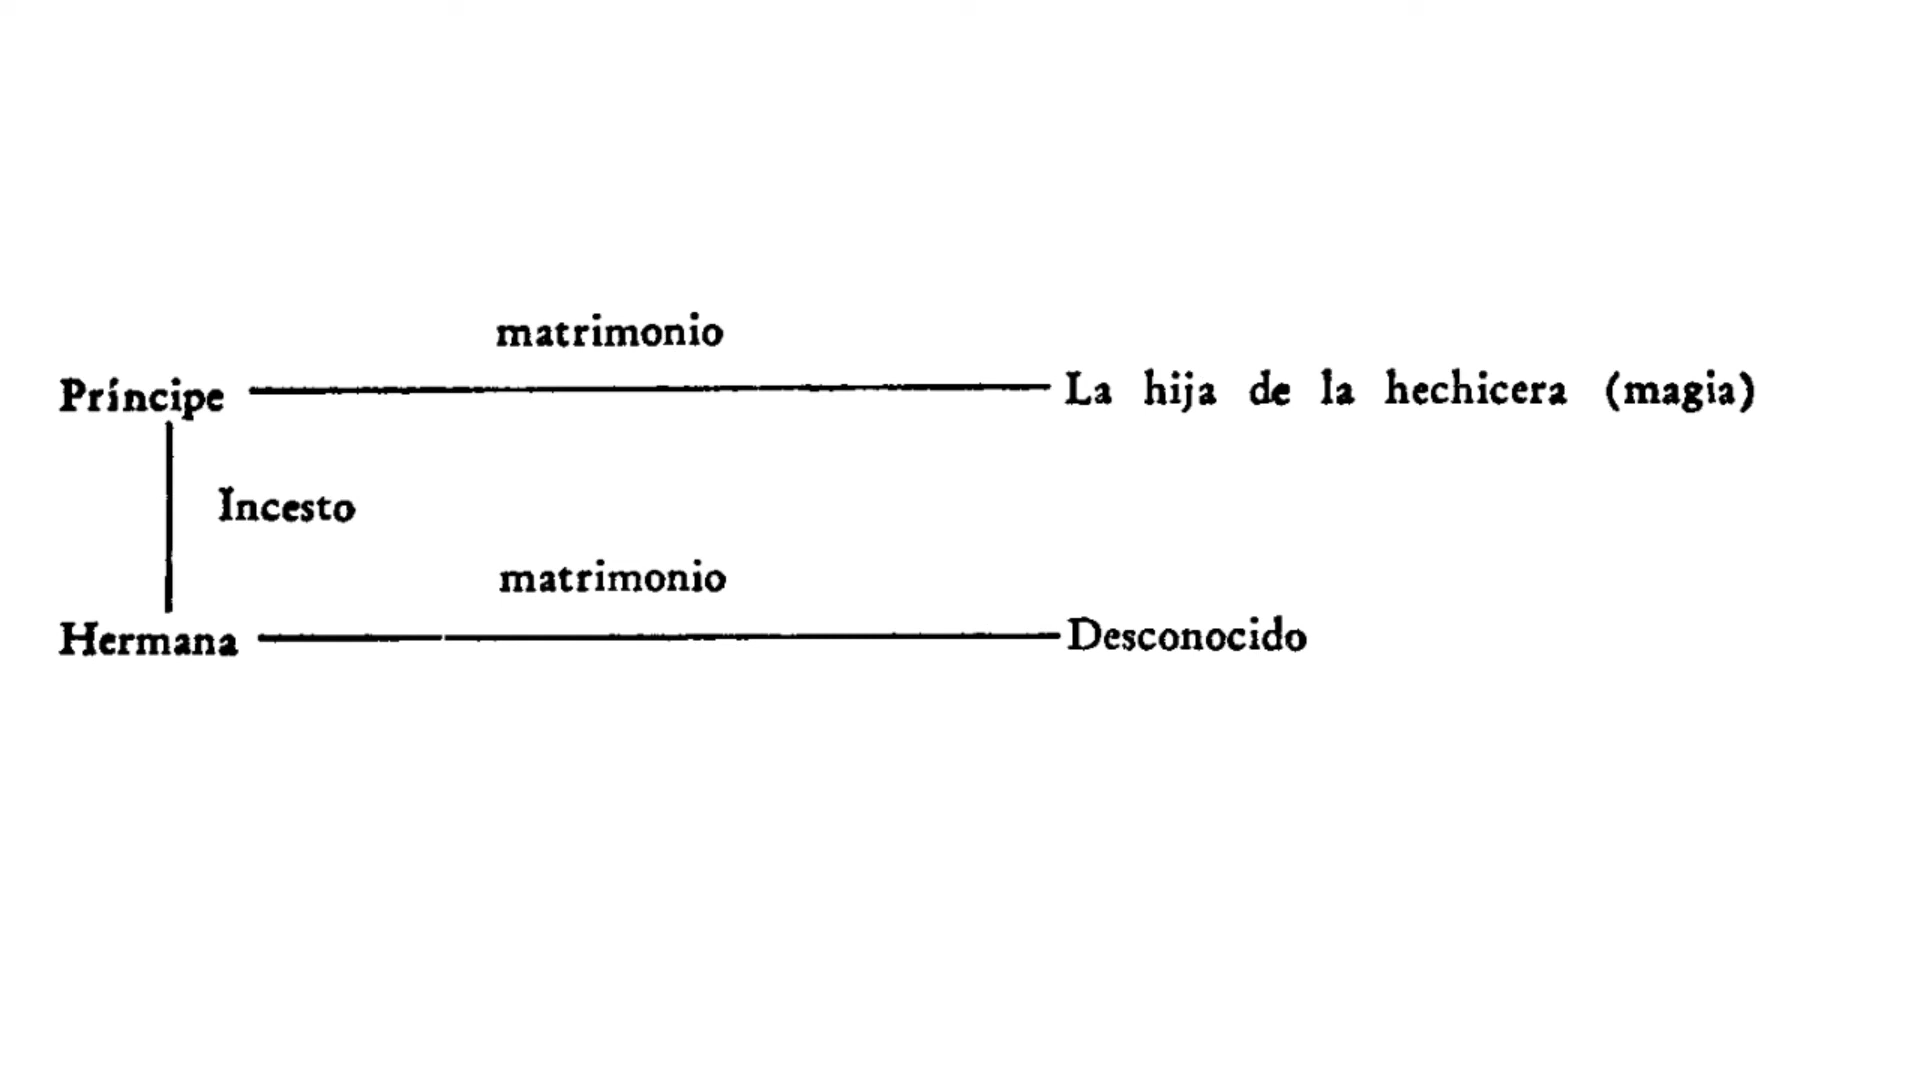 matrimonio
Príncipe La hija de la hechicera (magia)
Incesto
matrimonio
Hermana Desconocido